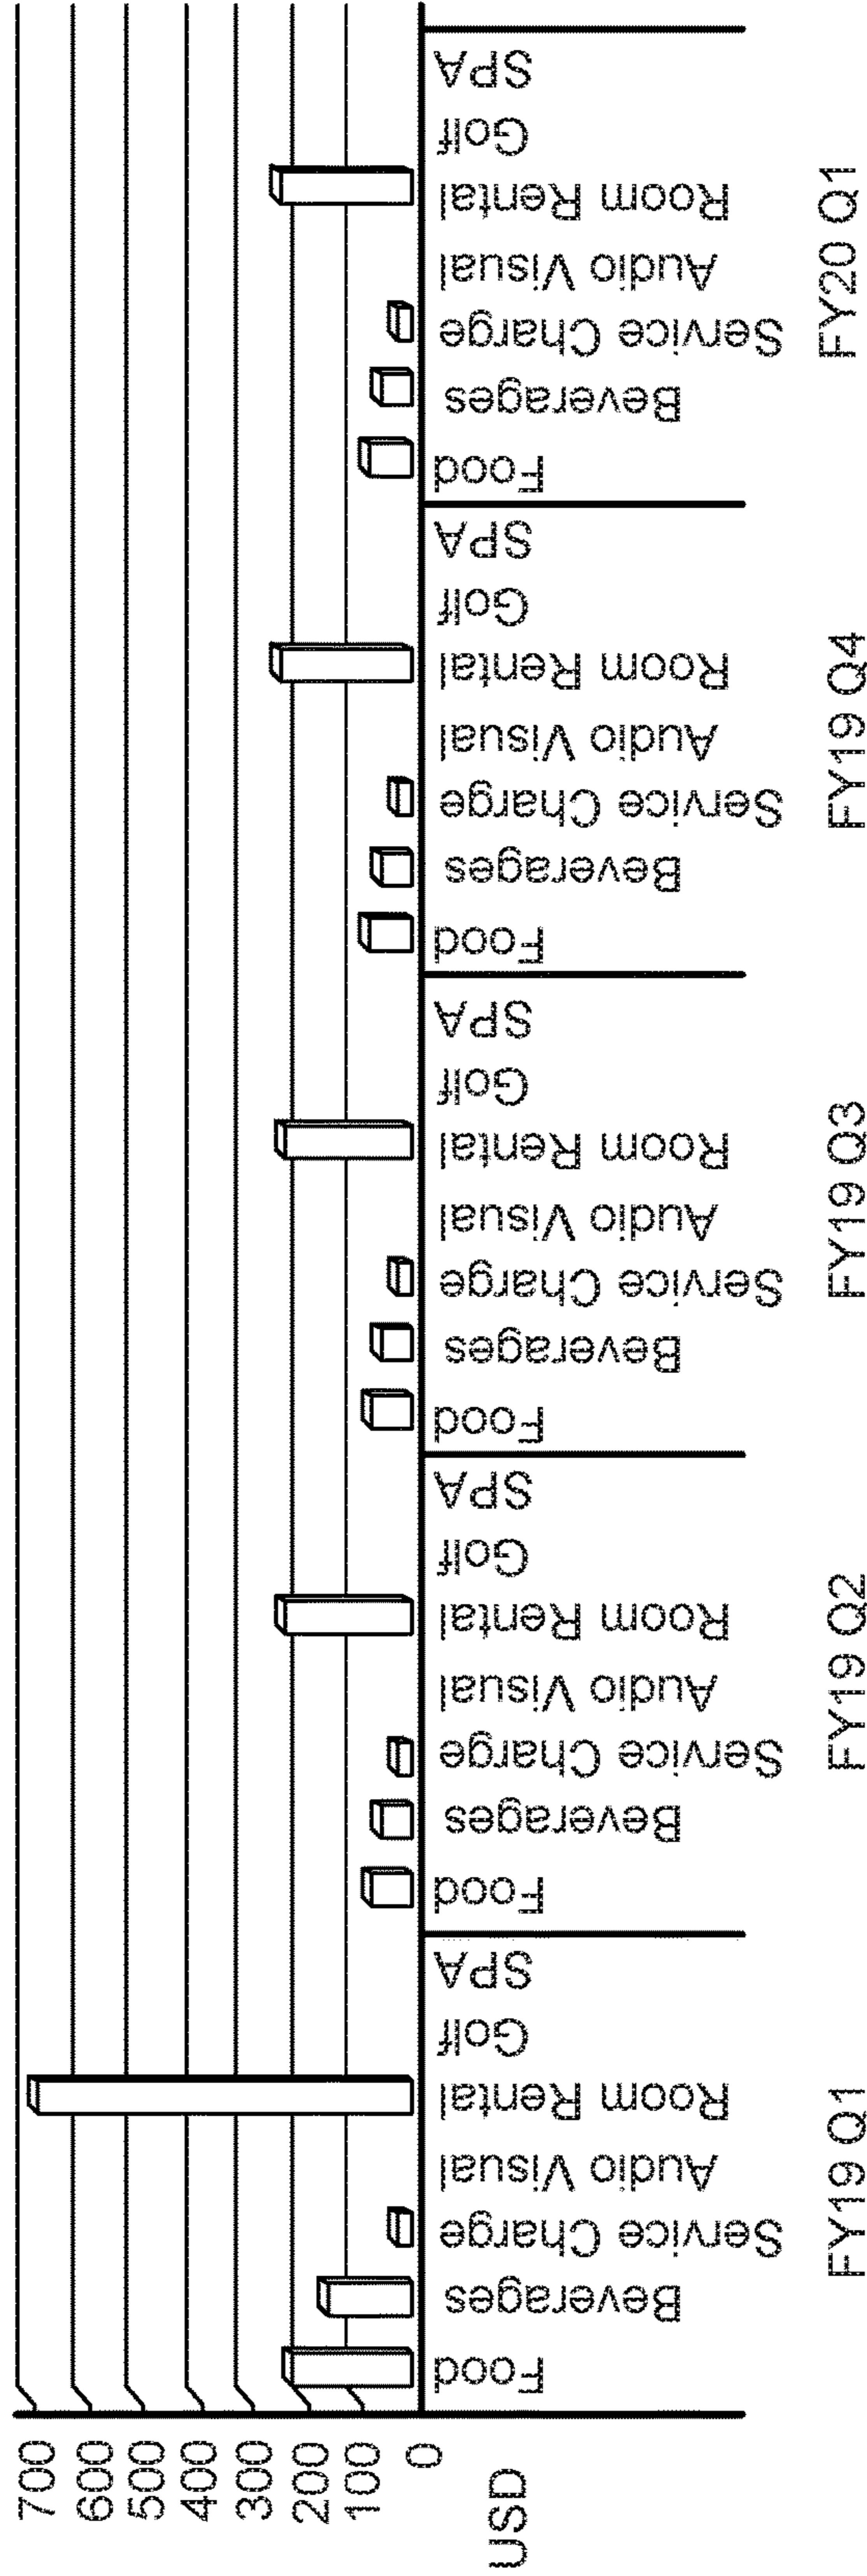 700
600
500
400
300
200
100
0
USD
Food
Beverages
Service Charge
Audio Visual
Room Rental
Golf
SPA
FY19 Q1
Food
Beverages
Service Charge
Audio Visual
Room Rental
Golf
SPA
FY19 Q2
Food
Beverages
Service Charge
Audio Visual
Room Rental
Golf
SPA
FY19 Q3
Food
Beverages
Service Charge
Audio Visual
Room Rental
Golf
SPA
FY19 Q4
Food
Beverages
Service Charge
Audio Visual
Room Rental
Golf
SPA
FY20 Q1